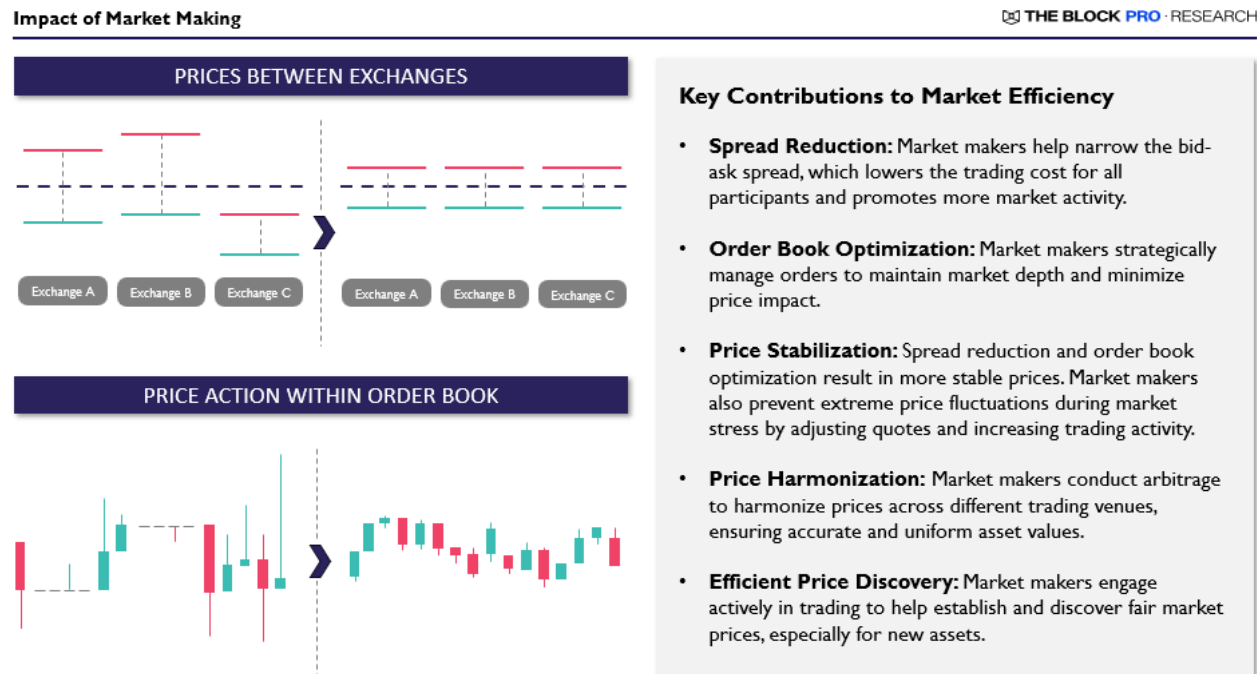 Impact of Market Making
THE BLOCK PRO · RESEARCH
PRICES BETWEEN EXCHANGES
Exchange A
Exchange B
Exchange C
Exchange A
Exchange B
Exchange C
PRICE ACTION WITHIN ORDER BOOK
Key Contributions to Market Efficiency
• Spread Reduction: Market makers help narrow the bid-
ask spread, which lowers the trading cost for all
participants and promotes more market activity.
• Order Book Optimization: Market makers strategically
manage orders to maintain market depth and minimize
price impact.
• Price Stabilization: Spread reduction and order book
optimization result in more stable prices. Market makers
also prevent extreme price fluctuations during market
stress by adjusting quotes and increasing trading activity.
• Price Harmonization: Market makers conduct arbitrage
to harmonize prices across different trading venues,
ensuring accurate and uniform asset values.
• Efficient Price Discovery: Market makers engage
actively in trading to help establish and discover fair market
prices, especially for new assets.